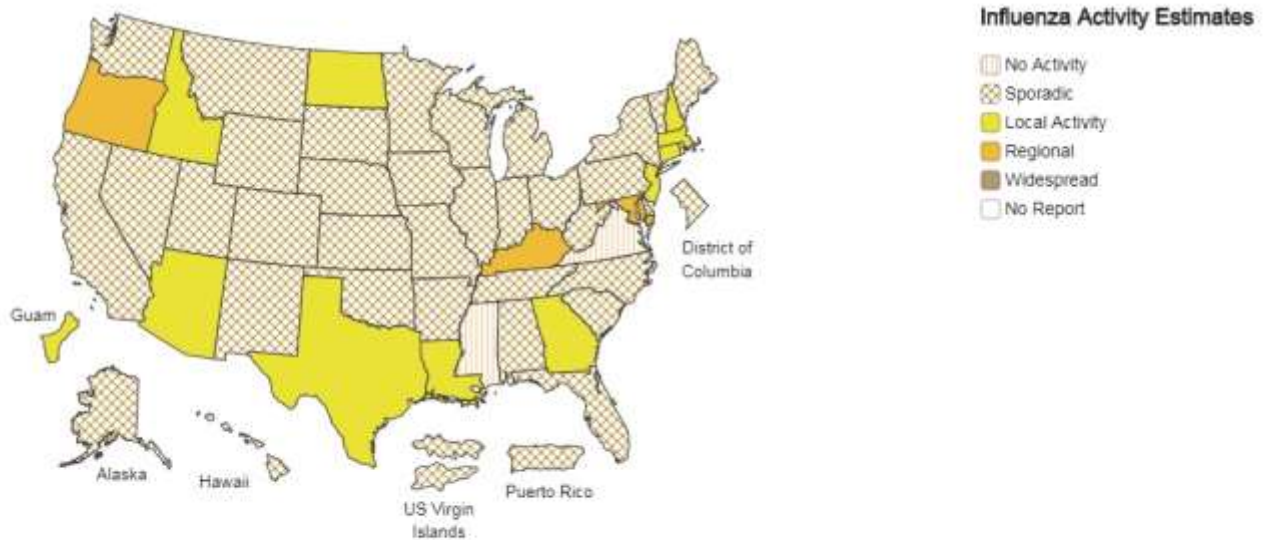 Influenza Activity Estimates
No Activity
Sporadic
Local Activity
Regional
Widespread
No Report
District of
Columbia
Guam
Alaska
Hawaii
US Virgin
Islands
Puerto Rico